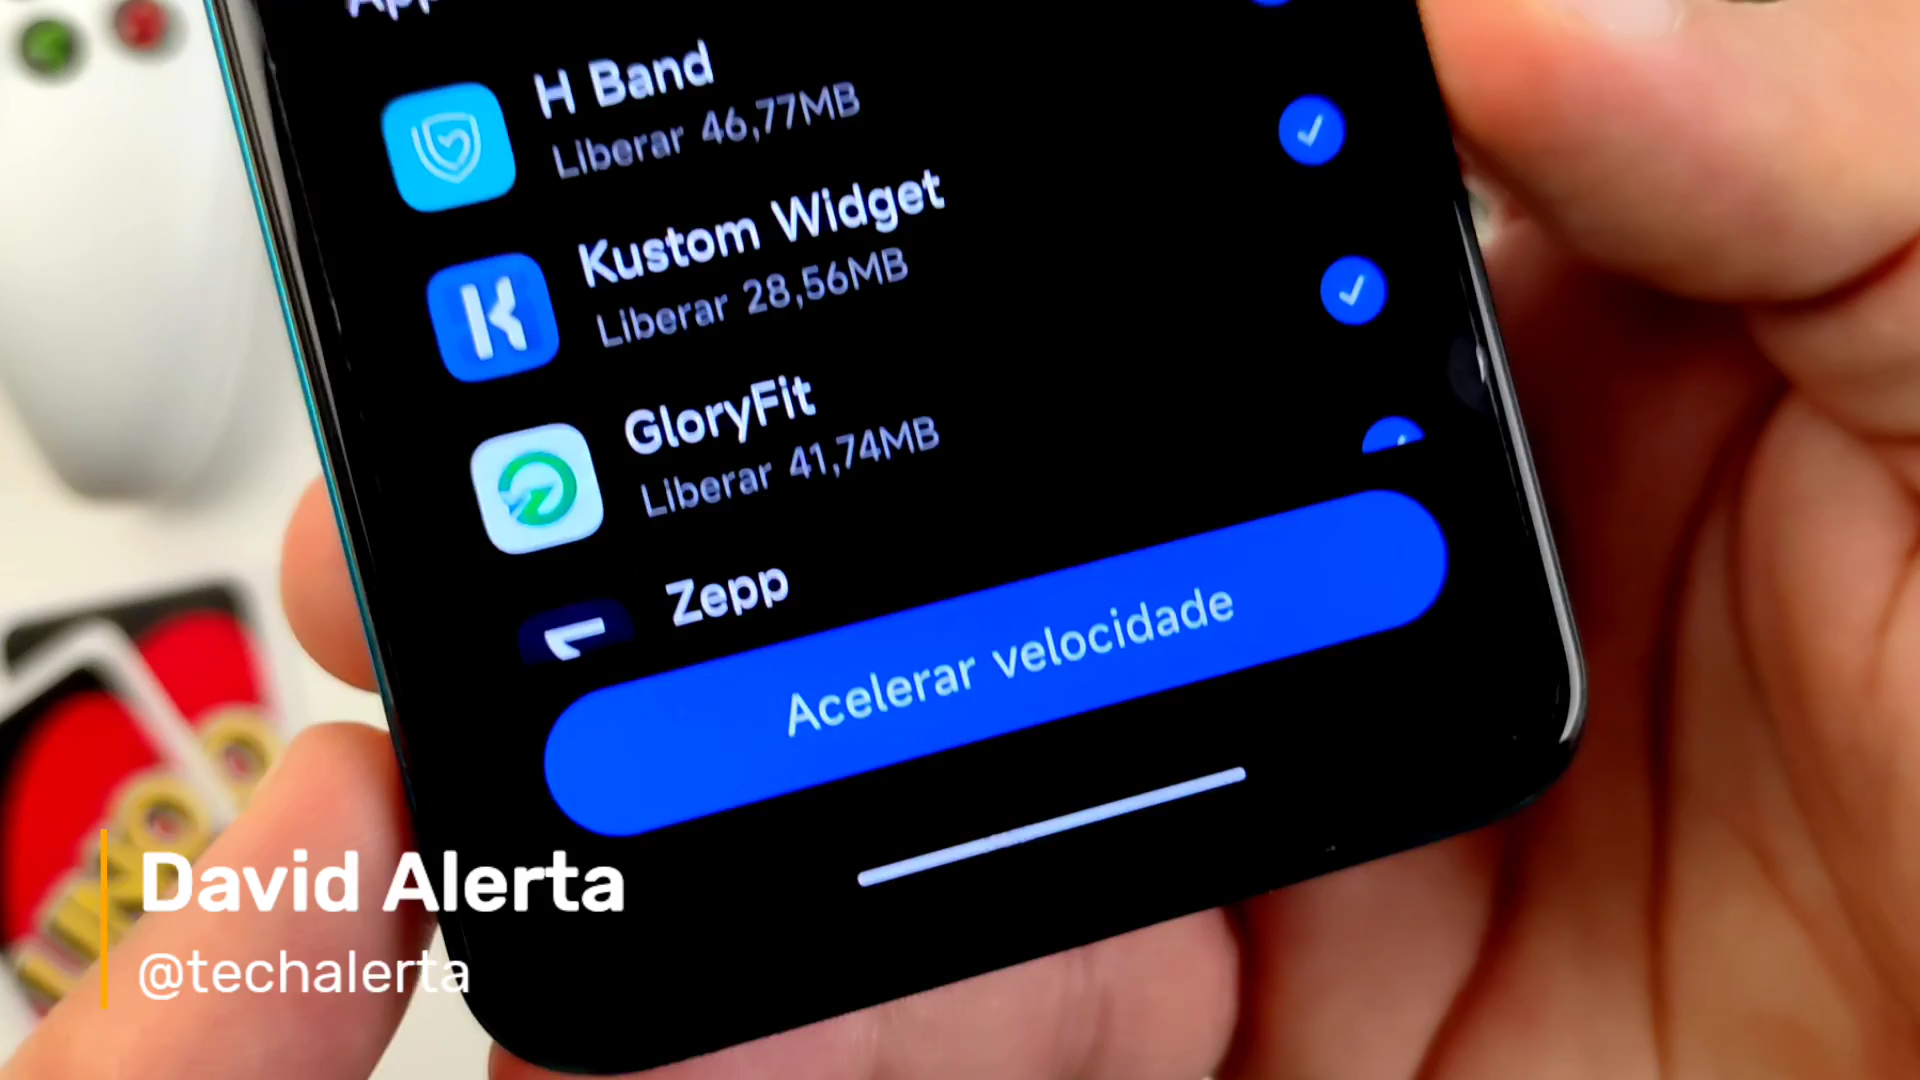 H Band
Liberar 46,77MB
Kustom Widget
Liberar 28,56MB
GloryFit
Liberar 41,74MB
Zepp
Acelerar velocidade
David Alerta
@techalerta
UNO